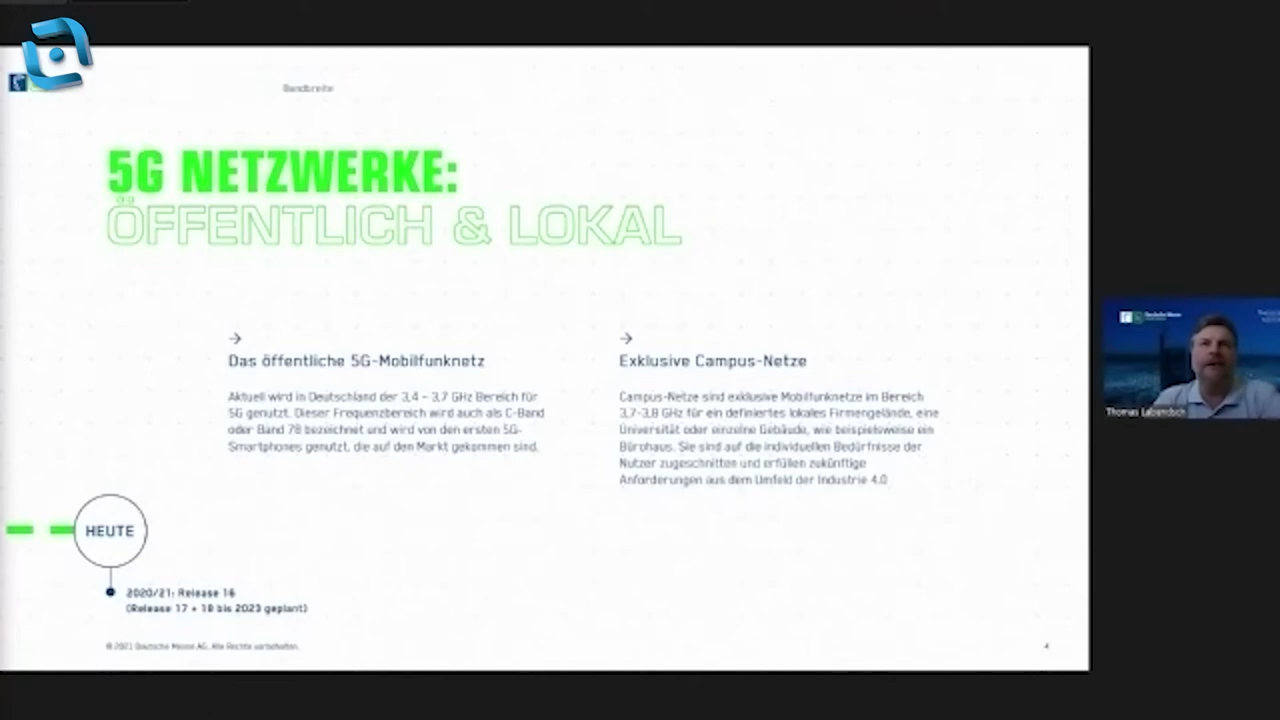 Bandbreite
5G NETZWERKE:
ÖFFENTLICH & LOKAL
Das öffentliche 5G-Mobilfunknetz
Aktuell wird in Deutschland der 3,4 – 3,7 GHz Bereich für
5G genutzt. Dieser Frequenzbereich wird auch als C-Band
oder Band 78 bezeichnet und wird von den ersten 5G-
Smartphones genutzt, die auf den Markt gekommen sind.
Exklusive Campus-Netze
Campus-Netze sind exklusive Mobilfunknetze im Bereich
3,7-3,8 GHz für ein definiertes lokales Firmengelände, eine
Universität oder einzelne Gebäude, wie beispielsweise ein
Bürohaus. Sie sind auf die individuellen Bedürfnisse der
Nutzer zugeschnitten und erfüllen zukünftige
Anforderungen aus dem Umfeld der Industrie 4.0
HEUTE
2020/21: Release 16
(Release 17 + 18 bis 2023 geplant)
© 2021 Deutsche Messe AG. Alle Rechte vorbehalten.
4
Deutsche Messe
Thomas